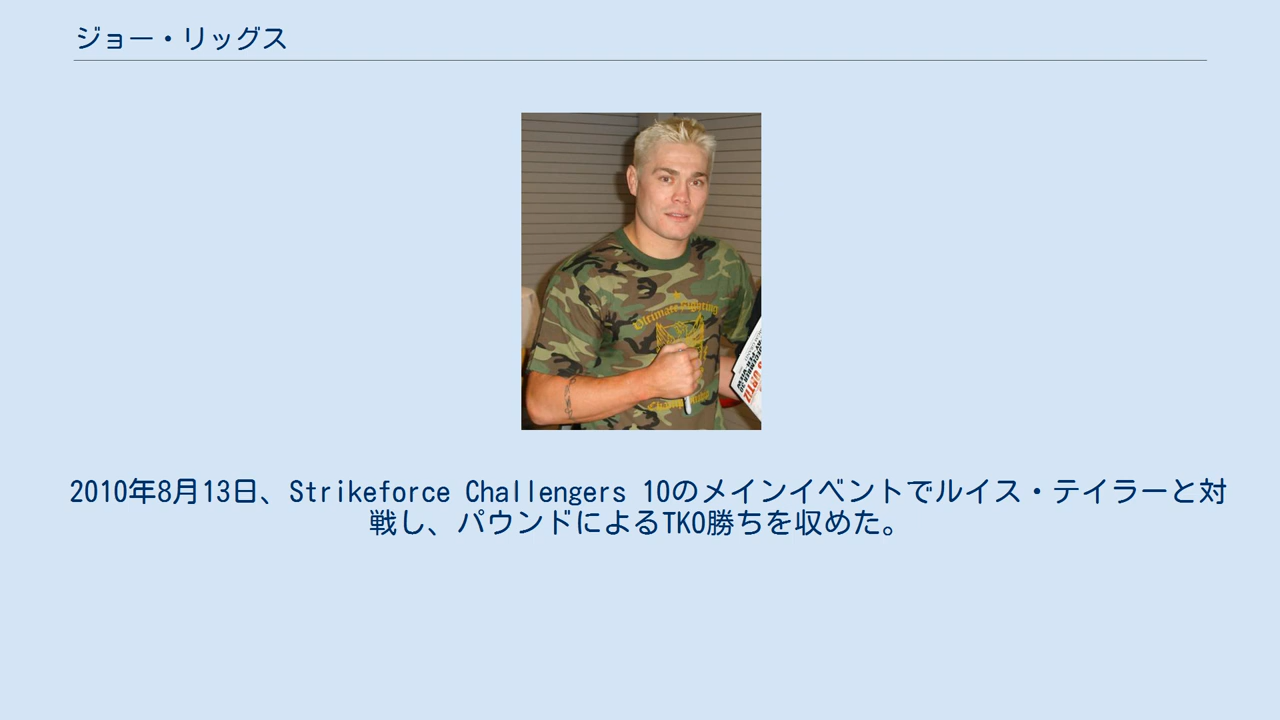 ジョー・リッグス
Ultimate Fighting
ORTIZ
2010年8月13日、Strikeforce Challengers 10のメインイベントでルイス・テイラーと対
戦し、パウンドによるTKO勝ちを収めた。